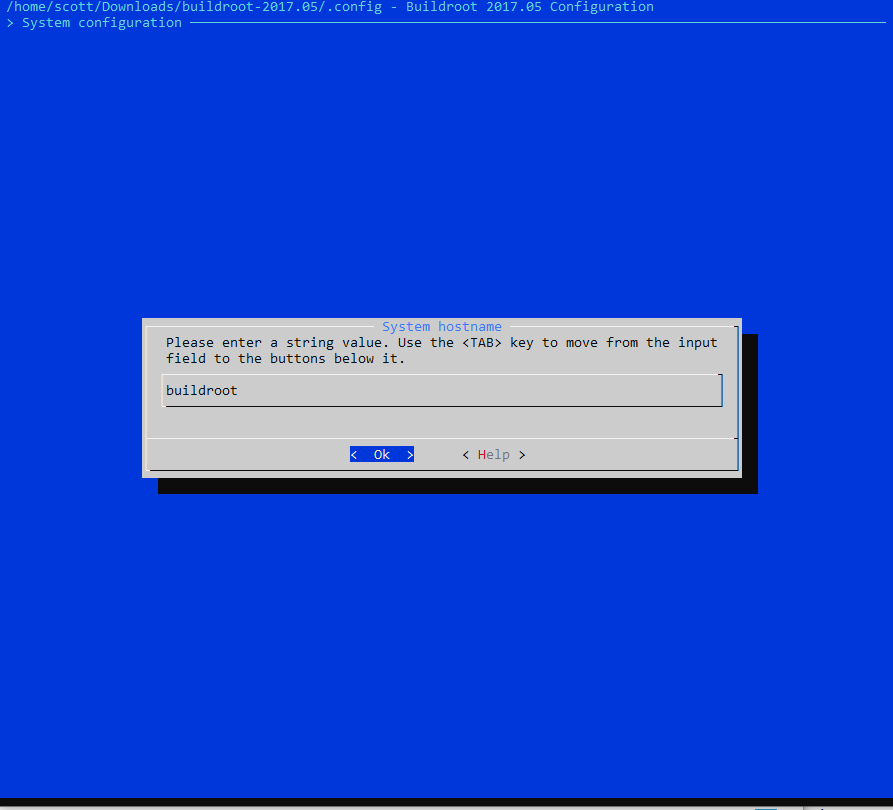 /home/scott/Downloads/buildroot-2017.05/.config - Buildroot 2017.05 Configuration
> System configuration
System hostname
Please enter a string value. Use the <TAB> key to move from the input
field to the buttons below it.
buildroot
< Ok > < Help >